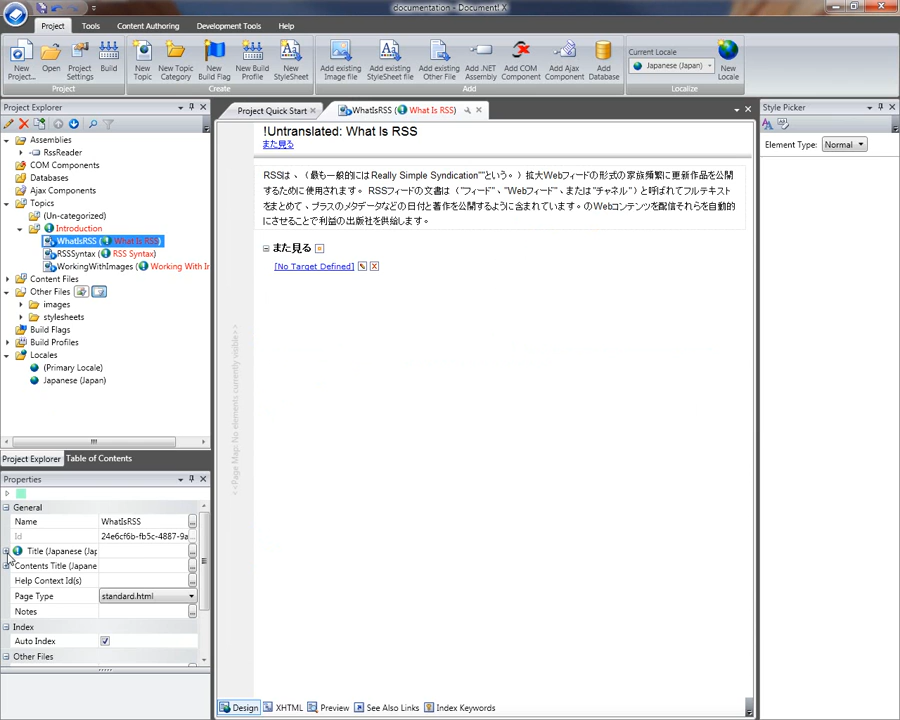 documentation - Document! X
Project
Tools
Content Authoring
Development Tools
Help
New Project...
Open
Project Settings
Build
New Topic
New Topic Category
New Build Flag
New Build Profile
New StyleSheet
Add existing Image file
Add existing StyleSheet file
Add existing Other File
Add .NET Assembly
Add COM Component
Add Ajax Component
Add Database
Current Locale
Japanese (Japan)
New Locale
Project
Create
Add
Localize
Project Explorer
Assemblies
RssReader
COM Components
Databases
Ajax Components
Topics
(Un-categorized)
Introduction
WhatIsRSS ( What Is RSS)
RSSSyntax ( RSS Syntax)
WorkingWithImages ( Working With Ir
Content Files
Other Files
images
stylesheets
Build Flags
Build Profiles
Locales
(Primary Locale)
Japanese (Japan)
Project Explorer
Table of Contents
Properties
General
Name WhatIsRSS
Id 24e6cf6b-fb5c-4887-9a...
Title (Japanese (Jap
Contents Title (Japane
Help Context Id(s)
Page Type standard.html
Notes
Index
Auto Index
Other Files
Project Quick-Start
WhatIsRSS ( What Is RSS)
!Untranslated: What Is RSS
また見る
RSSIは、（最も一般的にはReally Simple Syndication""という。）拡大Webフィードの形式の家族頻繁に更新作品を公開
するために使用されます。 RSSフィードの文書は（"フィード"、"Webフィード"、または"チャネル"）と呼ばれてフルテキスト
をまとめて、プラスのメタデータなどの日付と著作を公開するように含まれています。のWebコンテンツを配信それらを自動的
にさせることで利益の出版社を供給します。
また見る
[No Target Defined]
<< Page Map: No elements currently visible >>
Design
XHTML
Preview
See Also Links
Index Keywords
Style Picker
Element Type: Normal